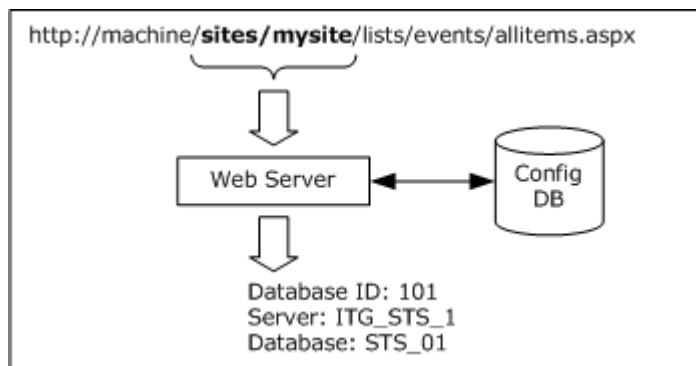 http://machine/sites/mysite/lists/events/allitems.aspx
Web Server
Config
DB
Database ID: 101
Server: ITG_STS_1
Database: STS_01